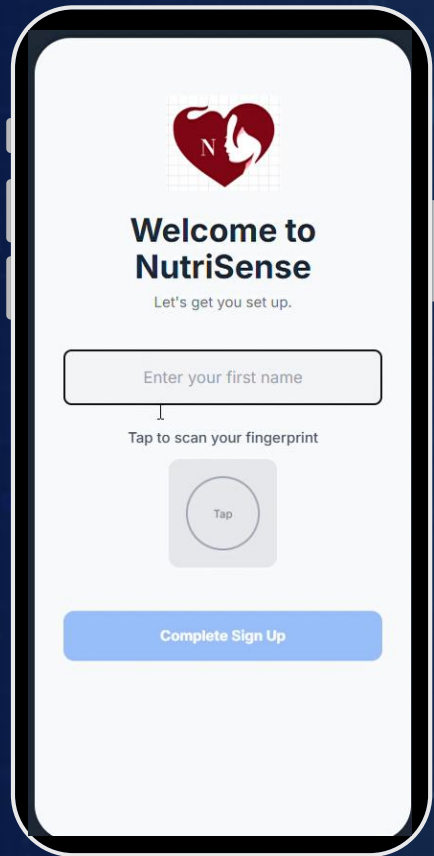 N
Welcome to
NutriSense
Let's get you set up.
Enter your first name
Tap to scan your fingerprint
Tap
Complete Sign Up